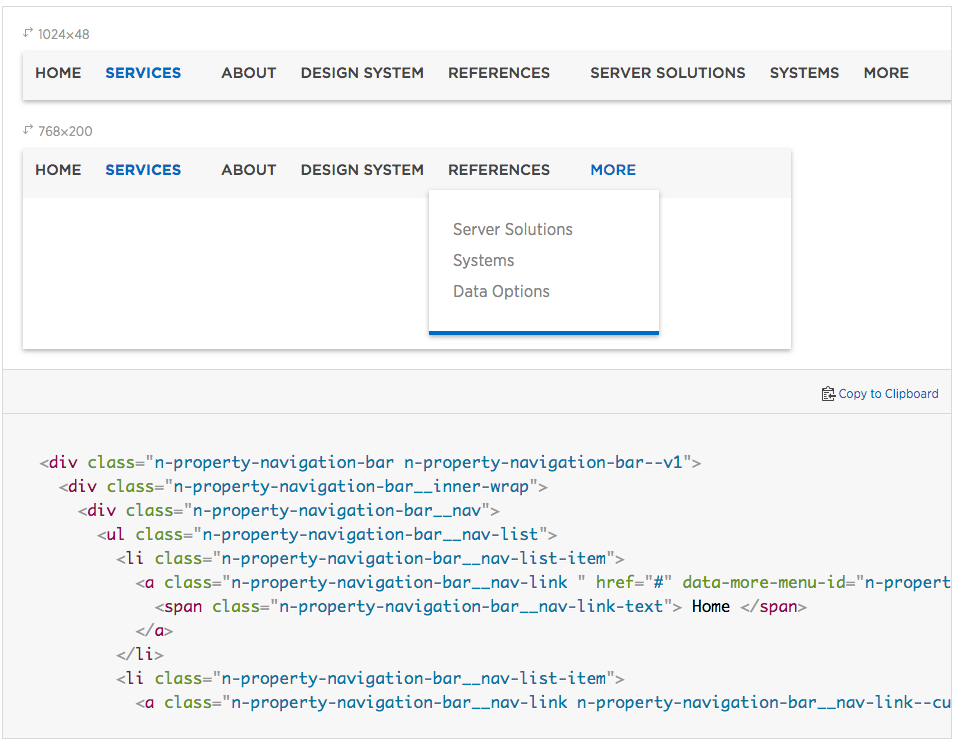 1024×48
HOME SERVICES ABOUT DESIGN SYSTEM REFERENCES SERVER SOLUTIONS SYSTEMS MORE
768×200
HOME SERVICES ABOUT DESIGN SYSTEM REFERENCES MORE
Server Solutions
Systems
Data Options
Copy to Clipboard
<div class="n-property-navigation-bar n-property-navigation-bar--v1">
<div class="n-property-navigation-bar__inner-wrap">
<div class="n-property-navigation-bar__nav">
<ul class="n-property-navigation-bar__nav-list">
<li class="n-property-navigation-bar__nav-list-item">
<a class="n-property-navigation-bar__nav-link " href="#" data-more-menu-id="n-propert
<span class="n-property-navigation-bar__nav-link-text"> Home </span>
</a>
</li>
<li class="n-property-navigation-bar__nav-list-item">
<a class="n-property-navigation-bar__nav-link n-property-navigation-bar__nav-link--cu